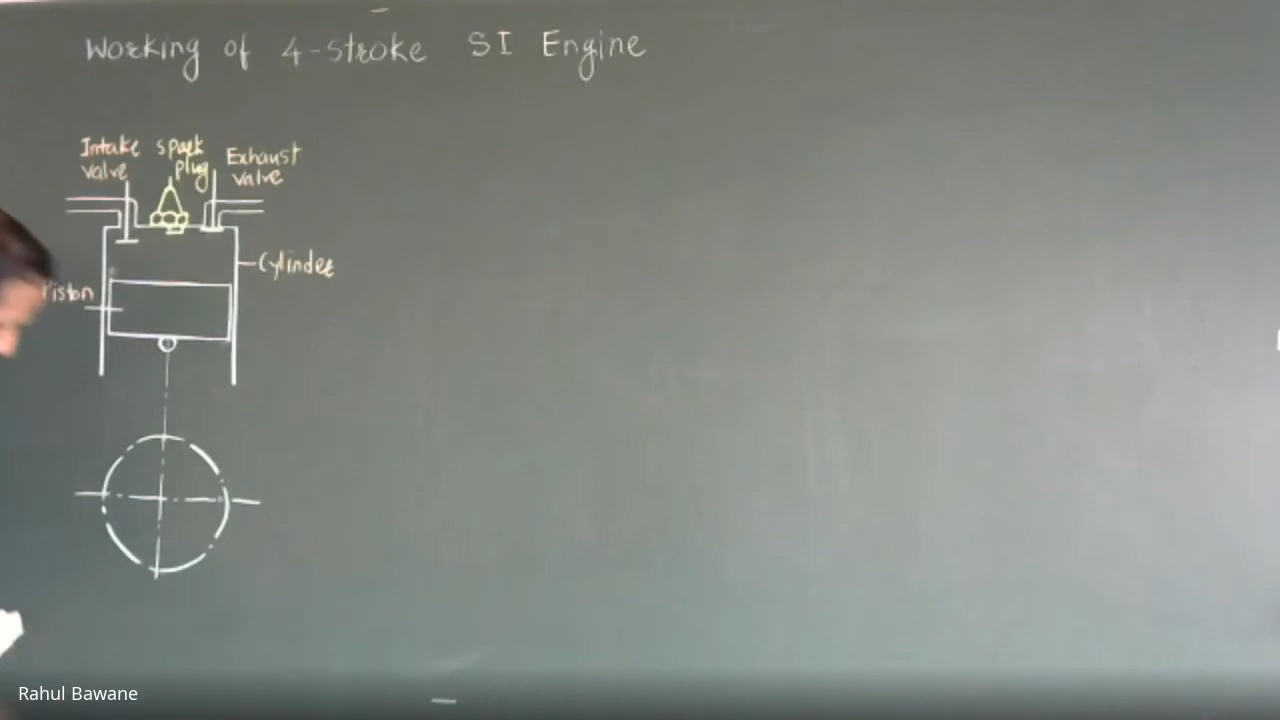 Working of 4-stroke SI Engine
Intake
valve
spark
plug
Exhaust
valve
Cylinder
Piston
Rahul Bawane